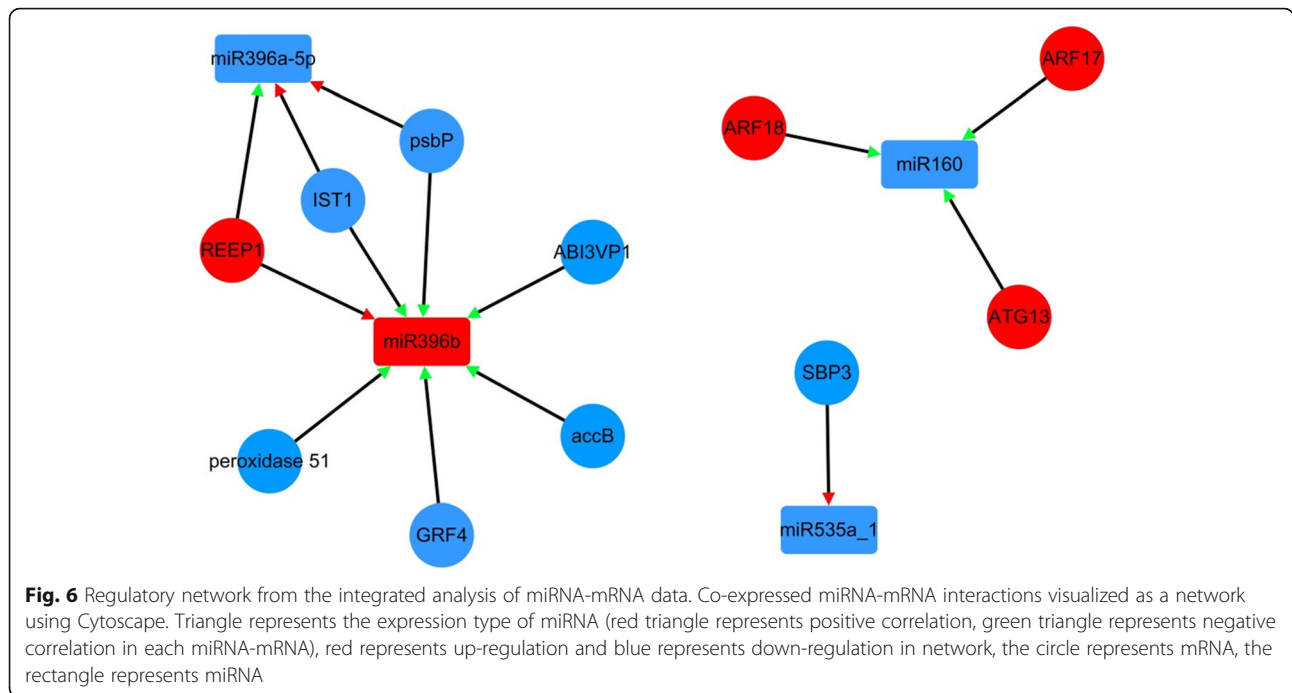 miR396a-5p
psbP
IST1
REEP1
ABI3VP1
miR396b
peroxidase 51
accB
GRF4
ARF17
ARF18
miR160
ATG13
SBP3
miR535a_1
Fig. 6 Regulatory network from the integrated analysis of miRNA-mRNA data. Co-expressed miRNA-mRNA interactions visualized as a network
using Cytoscape. Triangle represents the expression type of miRNA (red triangle represents positive correlation, green triangle represents negative
correlation in each miRNA-mRNA), red represents up-regulation and blue represents down-regulation in network, the circle represents mRNA, the
rectangle represents miRNA